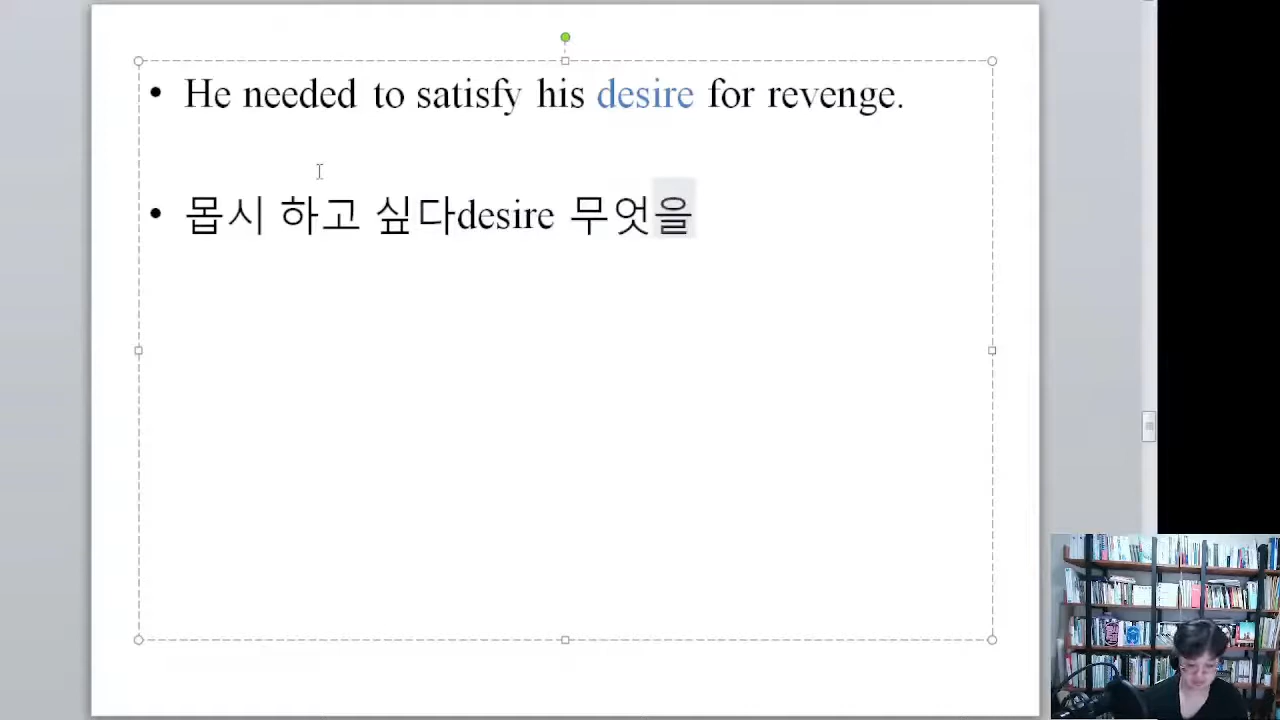 • He needed to satisfy his desire for revenge.
• 몹시 하고 싶다desire 무엇을